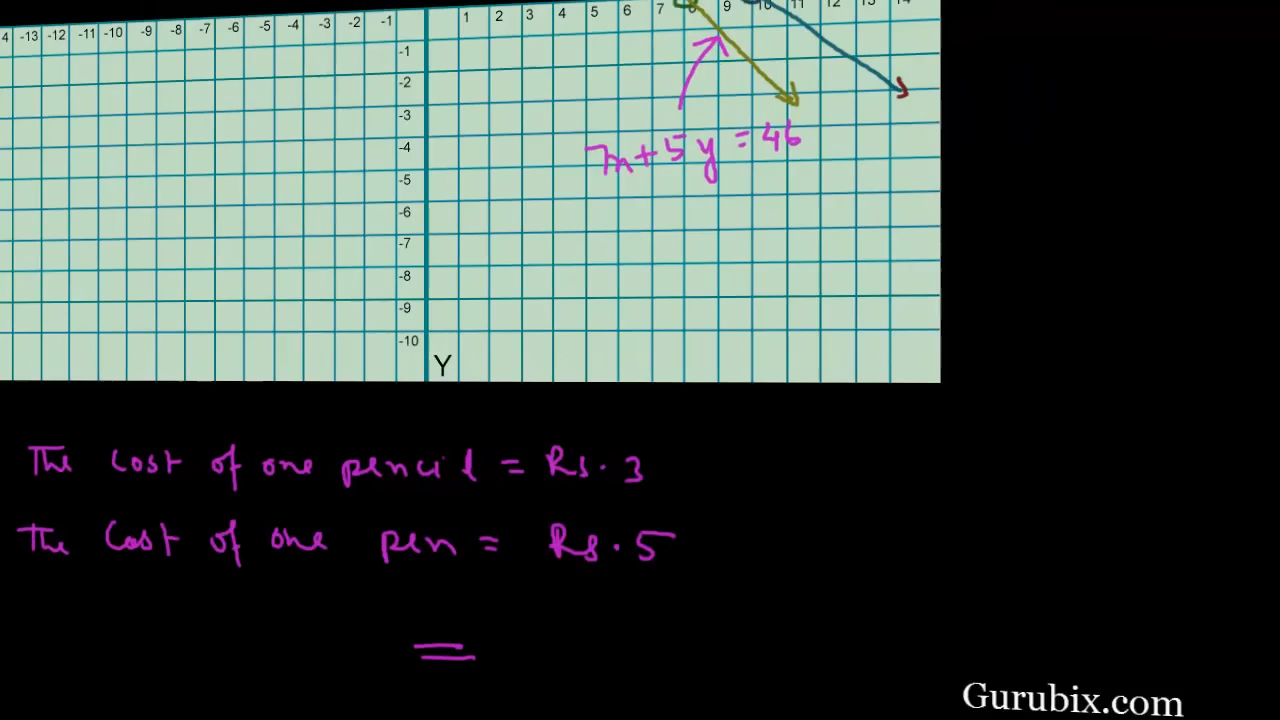 1 2 3 4 5 6 7 8 9 10 11 12 13 14
4 -13 -12 -11 -10 -9 -8 -7 -6 -5 -4 -3 -2 -1
-1
-2
-3
7x+5y=46
-4
-5
-6
-7
-8
-9
-10
Y
The cost of one pencil = Rs. 3
The cost of one pen = Rs. 5
Gurubix.com